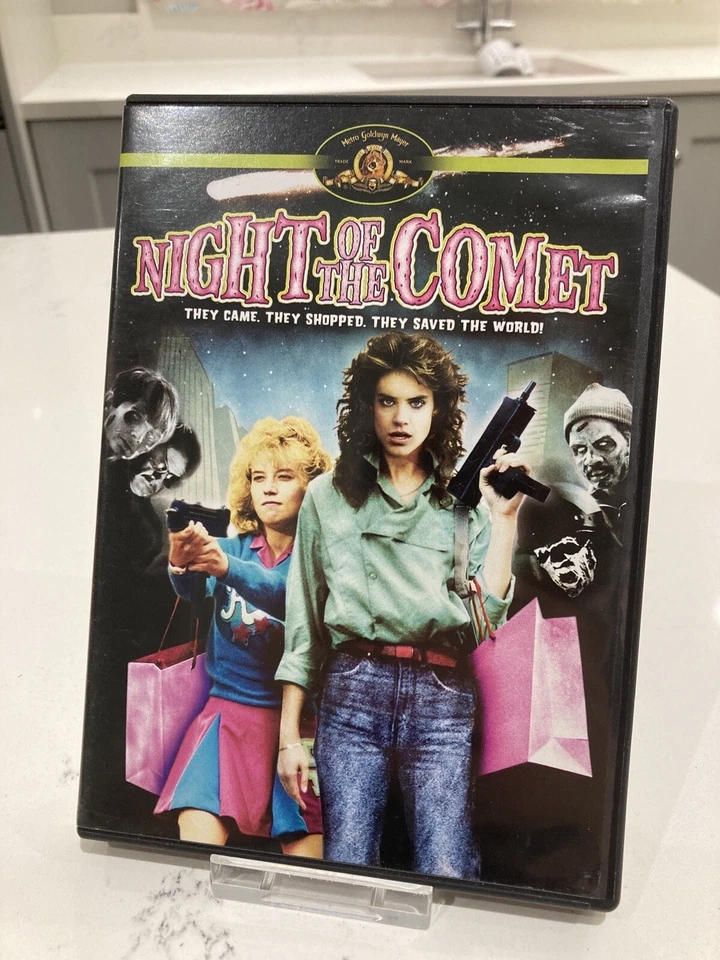 Metro Goldwyn Mayer
TRADE MARK
NIGHT OF THE COMET
THEY CAME. THEY SHOPPED. THEY SAVED THE WORLD!